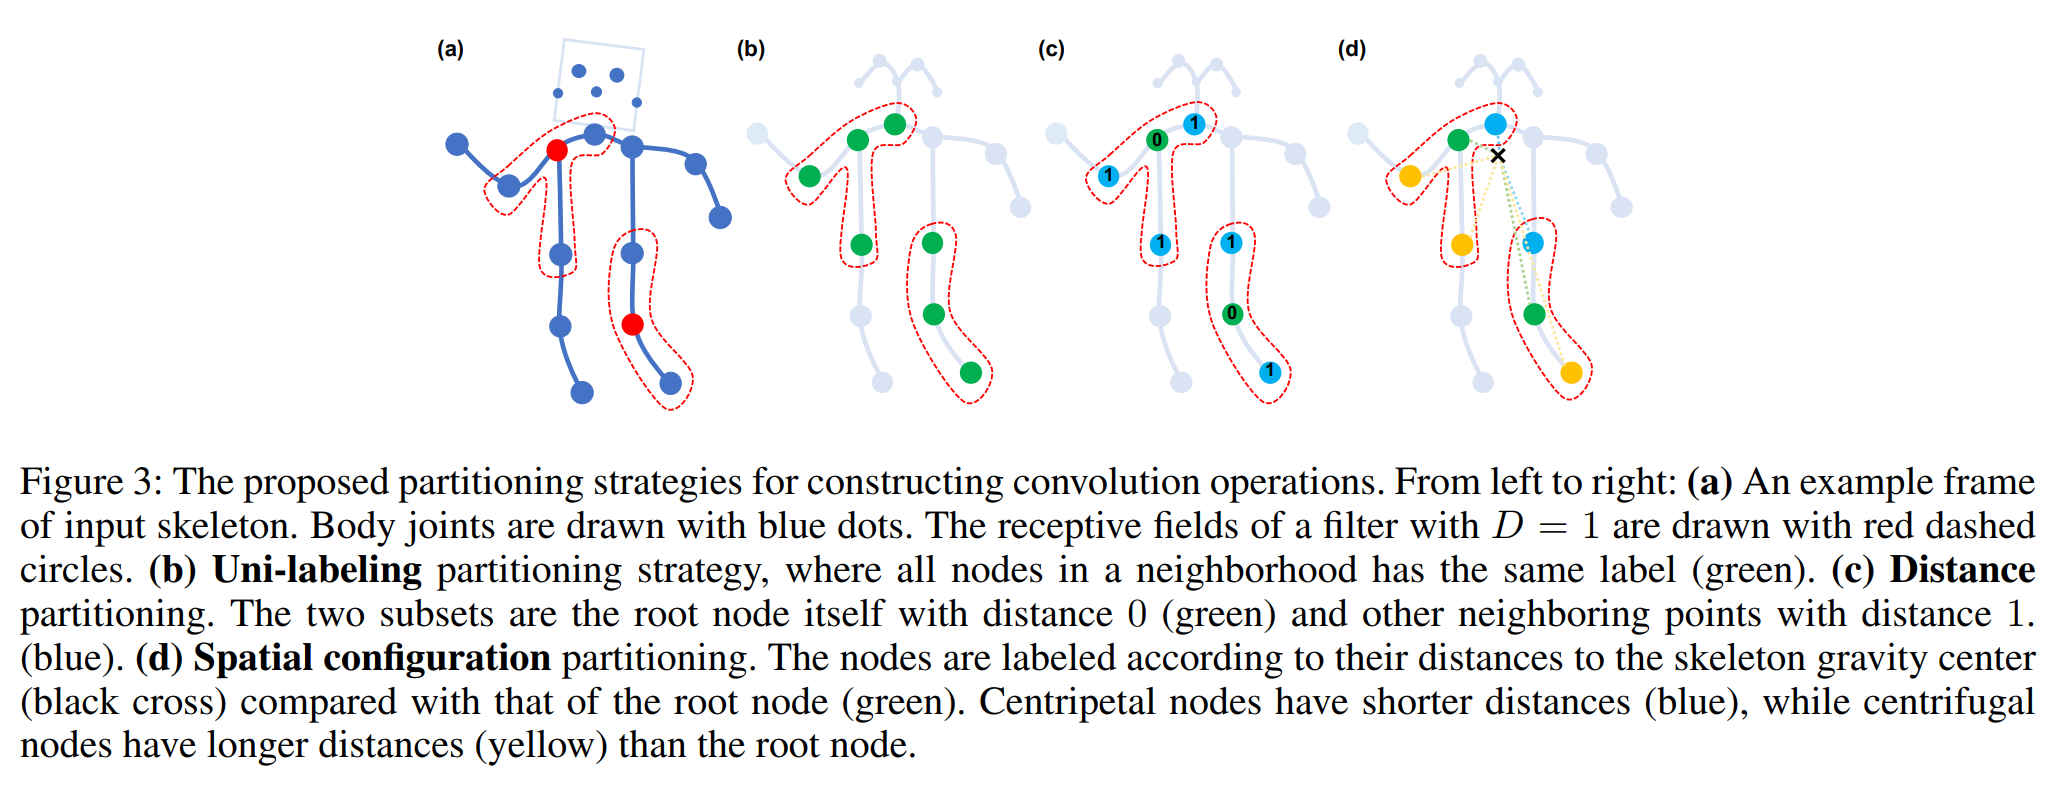 (a) (b) (c) (d)
1
0
1
1 1
0
1
Figure 3: The proposed partitioning strategies for constructing convolution operations. From left to right: (a) An example frame
of input skeleton. Body joints are drawn with blue dots. The receptive fields of a filter with D = 1 are drawn with red dashed
circles. (b) Uni-labeling partitioning strategy, where all nodes in a neighborhood has the same label (green). (c) Distance
partitioning. The two subsets are the root node itself with distance 0 (green) and other neighboring points with distance 1.
(blue). (d) Spatial configuration partitioning. The nodes are labeled according to their distances to the skeleton gravity center
(black cross) compared with that of the root node (green). Centripetal nodes have shorter distances (blue), while centrifugal
nodes have longer distances (yellow) than the root node.